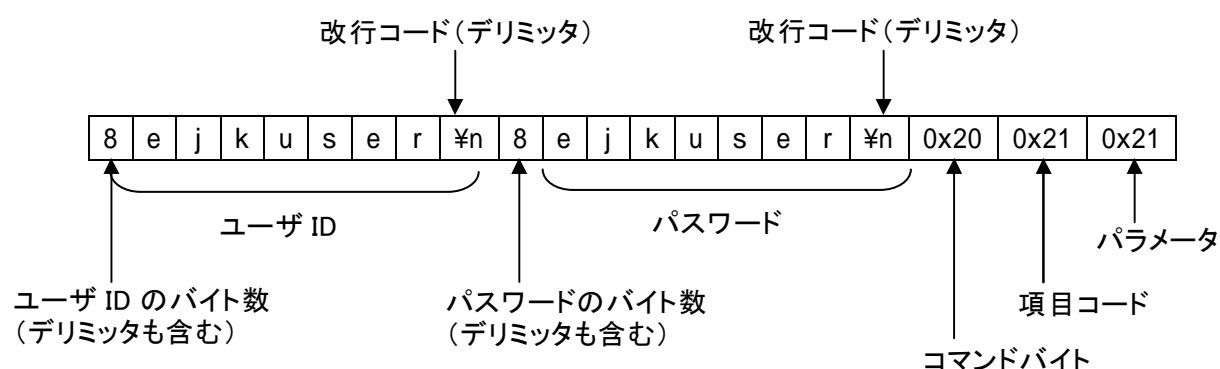 改行コード(デリミッタ) 改行コード(デリミッタ)
8 e j k u s e r ¥n 8 e j k u s e r ¥n 0x20 0x21 0x21
ユーザ ID パスワード
パラメータ
ユーザ ID のバイト数 パスワードのバイト数 項目コード
(デリミッタも含む) (デリミッタも含む)
コマンドバイト